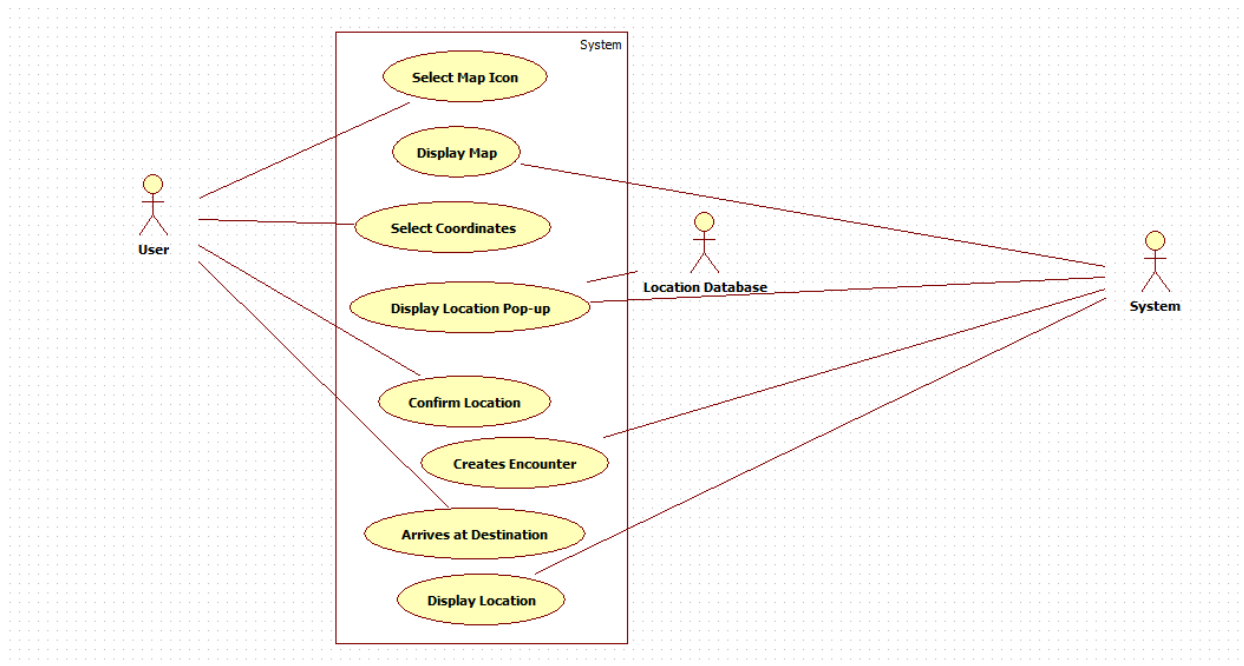 System
Select Map Icon
Display Map
User
Select Coordinates
Location Database
Display Location Pop-up
System
Confirm Location
Creates Encounter
Arrives at Destination
Display Location